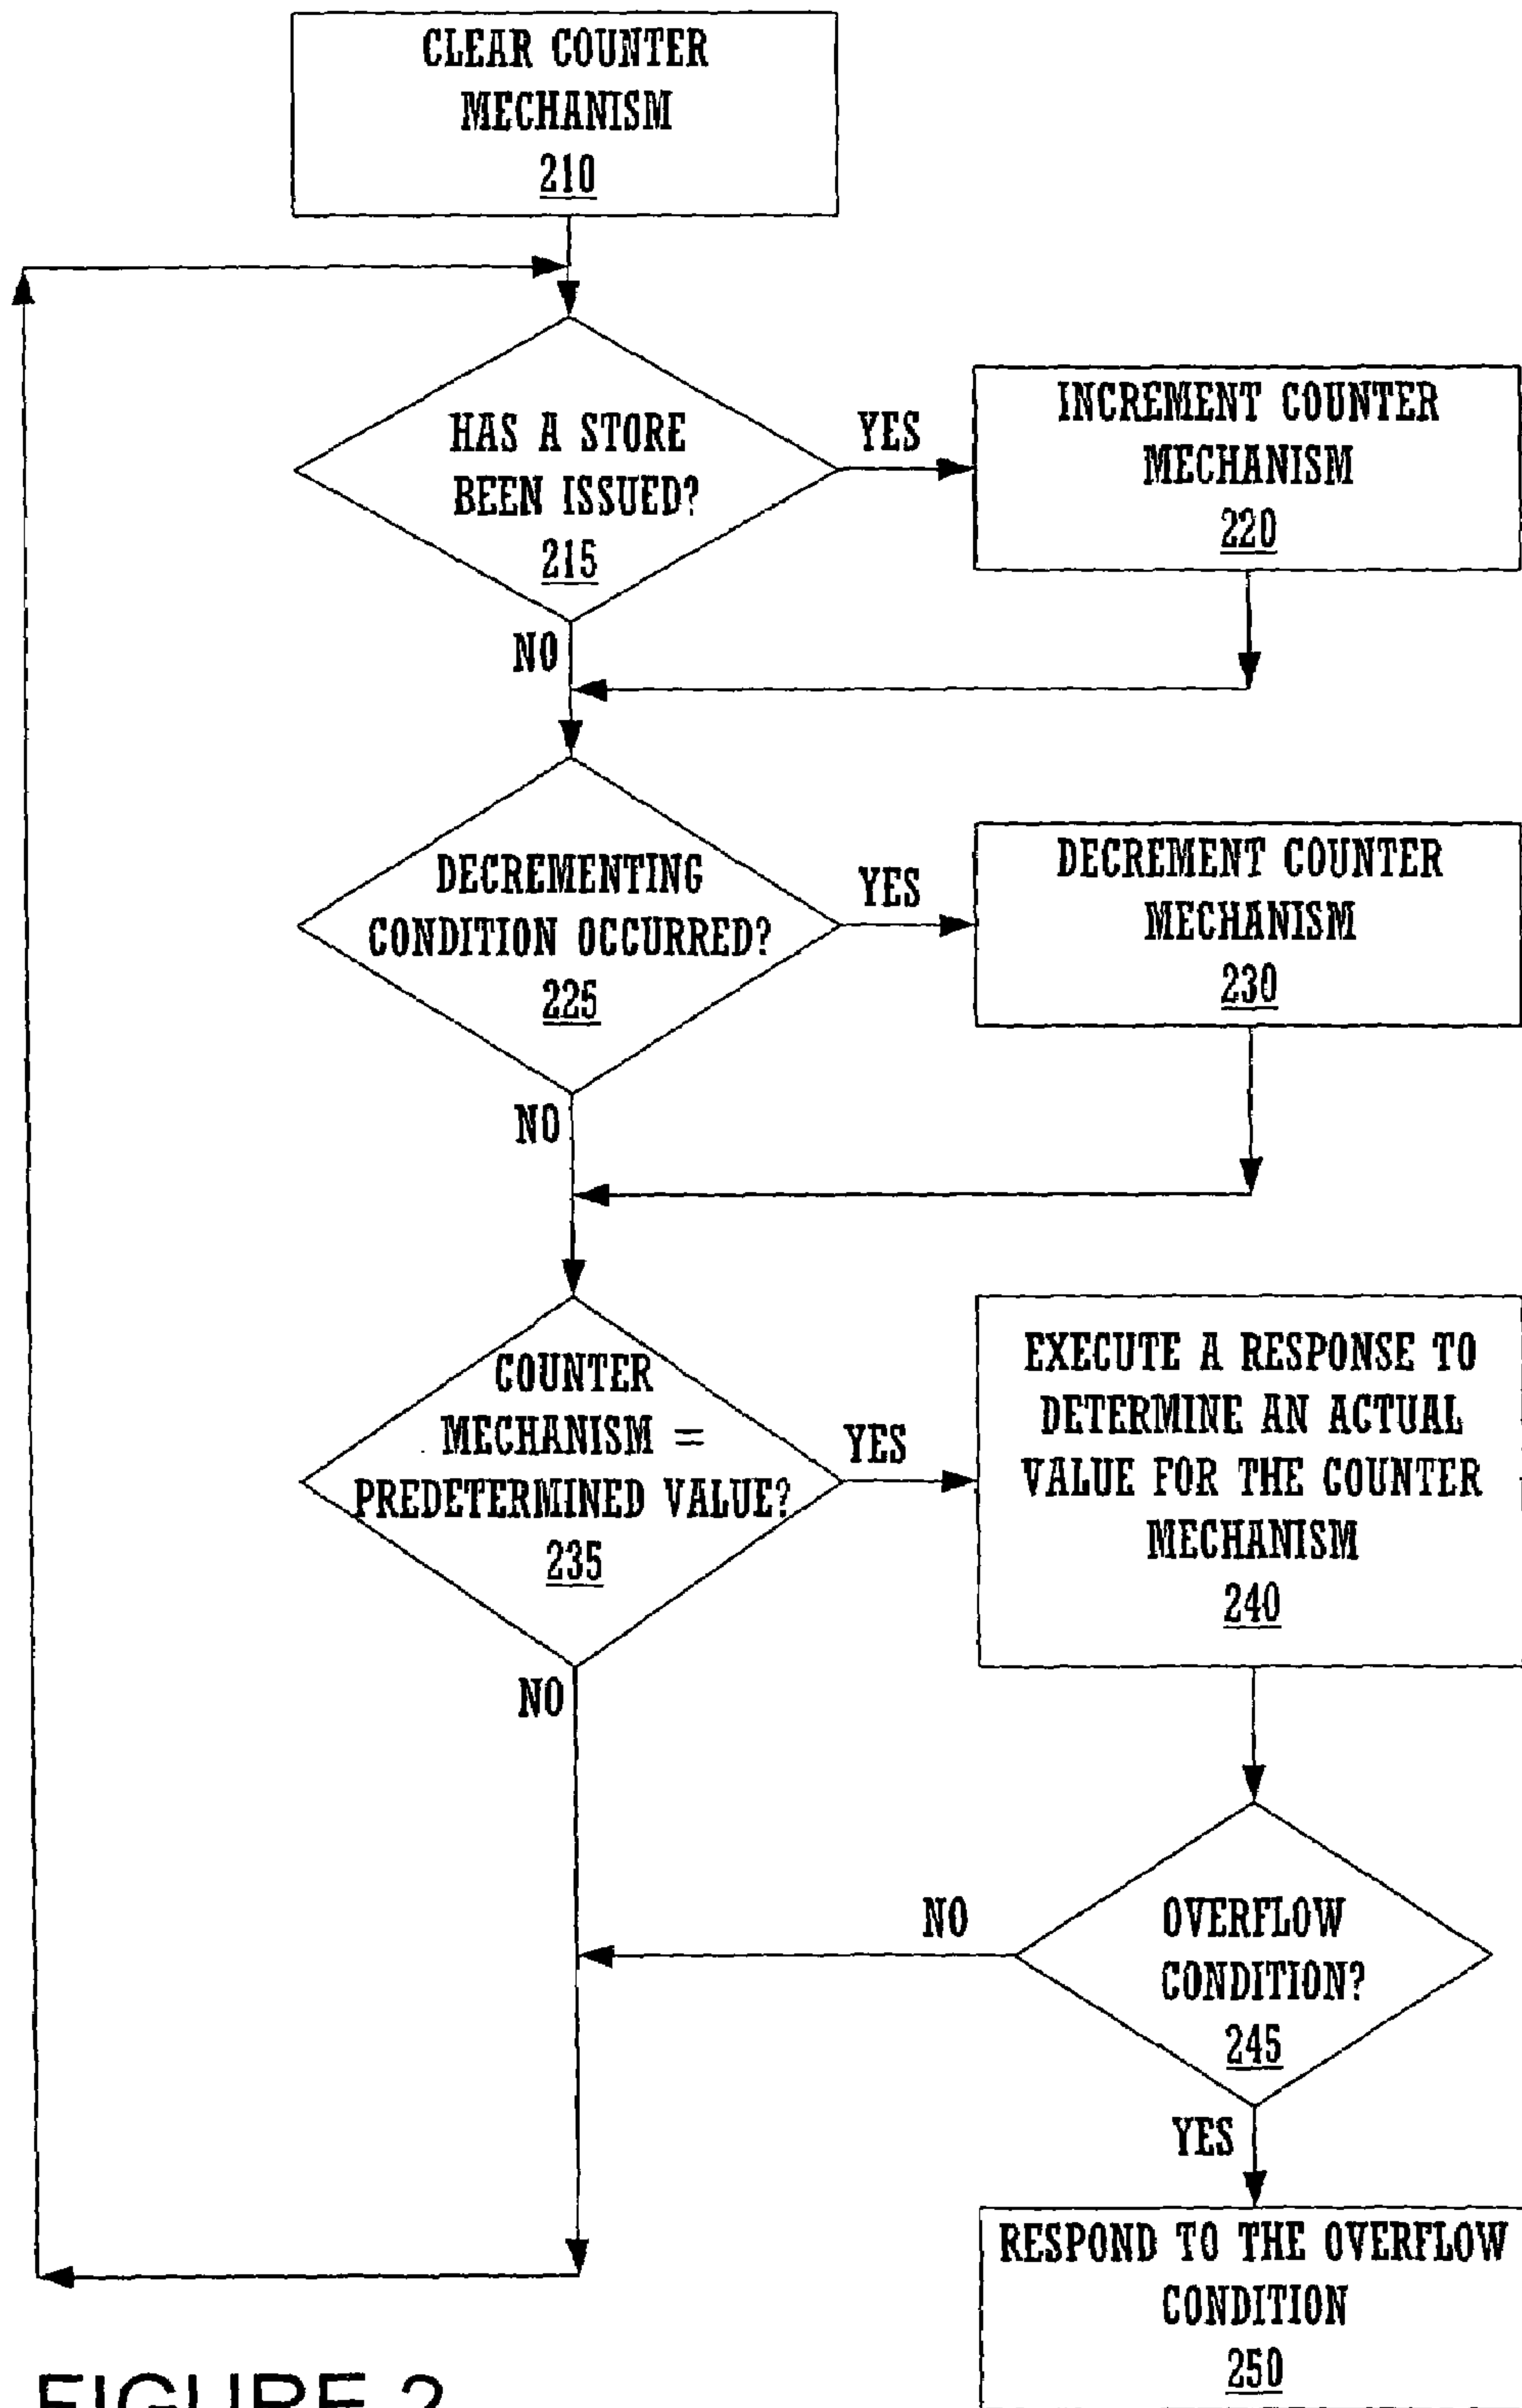 CLEAR COUNTER
MECHANISM
210
HAS A STORE
BEEN ISSUED?
215
YES
INCREMENT COUNTER
MECHANISM
220
NO
DECREMENTING
CONDITION OCCURRED?
225
YES
DECREMENT COUNTER
MECHANISM
230
NO
COUNTER
MECHANISM =
PREDETERMINED VALUE?
235
YES
EXECUTE A RESPONSE TO
DETERMINE AN ACTUAL
VALUE FOR THE COUNTER
MECHANISM
240
NO
OVERFLOW
CONDITION?
245
NO
YES
RESPOND TO THE OVERFLOW
CONDITION
250
FIGURE 2